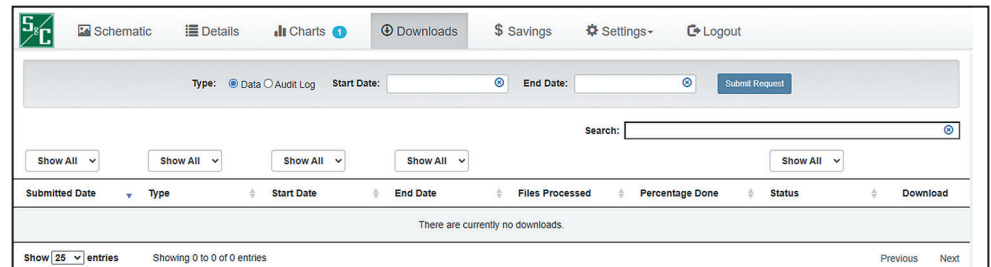 S&C Schematic Details Charts 1 Downloads $ Savings Settings Logout
Type: Data Audit Log Start Date: End Date: Submit Request
Search:
Show All Show All Show All Show All Show All
Submitted Date Type Start Date End Date Files Processed Percentage Done Status Download
There are currently no downloads.
Show 25 entries Showing 0 to 0 of 0 entries Previous Next